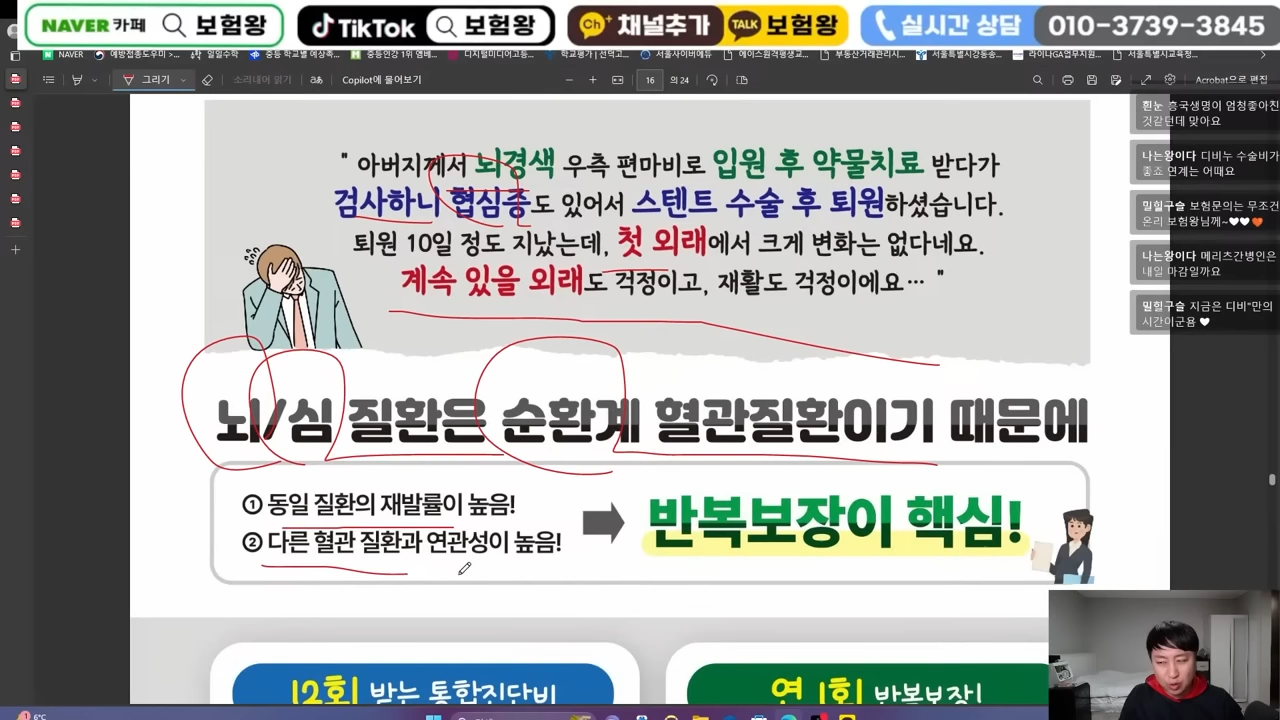 NAVER 카페 보험왕
TikTok 보험왕
Ch+ 채널추가 TALK 보험왕
실시간 상담 010-3739-3845
NAVER
그리기
소리내어 읽기
Copilot에 물어보기
16 의 24
Acrobat으로 편집
" 아버지께서 뇌경색 우측 편마비로 입원 후 약물치료 받다가
검사하니 협심증도 있어서 스텐트 수술 후 퇴원하셨습니다.
퇴원 10일 정도 지났는데, 첫 외래에서 크게 변화는 없다네요.
계속 있을 외래도 걱정이고, 재활도 걱정이에요… "
뇌/심 질환은 순환계 혈관질환이기 때문에
① 동일 질환의 재발률이 높음!
② 다른 혈관 질환과 연관성이 높음!
반복보장이 핵심!
12회 받는 통합진단비
연 1회 반복보장!
흰눈 흥국생명이 엄청좋아진
것같던데 맞아요
나는왕이다 디비누 수술비가
좋죠 연계는 어때요
밀힐구슬 보험문의는 무조건
온리 보험왕님께~🤍🤍🧡
나는왕이다 메리츠간병인은
내일 마감일까요
밀힐구슬 지금은 디비"만의
시간이군욤 🤍
6°C